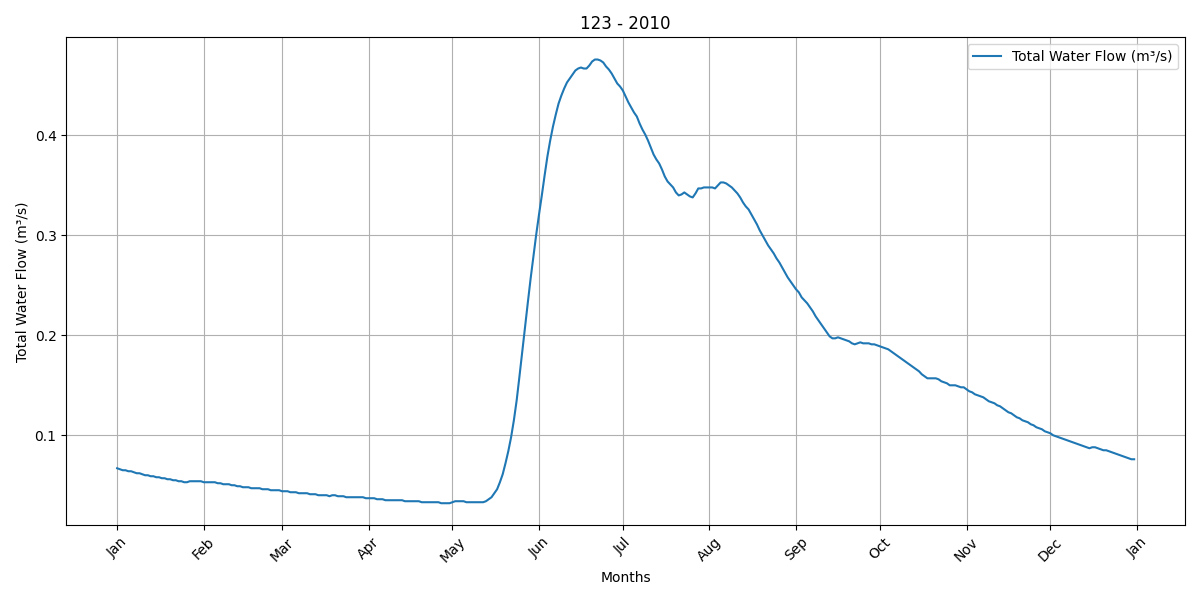 123 - 2010
Total Water Flow (m³/s)
Total Water Flow (m³/s)
0.4
0.3
0.2
0.1
Jan
Feb
Mar
Apr
May
Jun
Jul
Aug
Sep
Oct
Nov
Dec
Jan
Months